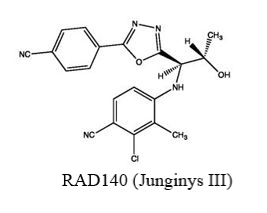 N N
CH₃
NC
O
H
H
OH
NH
NC
CH₃
Cl
RAD140 (Junginys III)